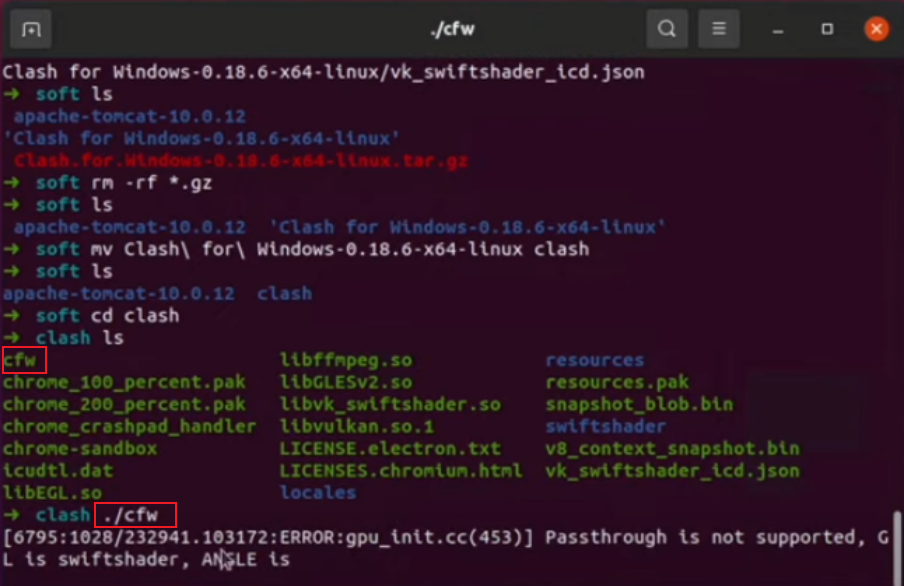 ./cfw
Clash for Windows-0.18.6-x64-linux/vk_swiftshader_icd.json
➜ soft ls
apache-tomcat-10.0.12
'Clash for Windows-0.18.6-x64-linux'
Clash.for.Windows-0.18.6-x64-linux.tar.gz
➜ soft rm -rf *.gz
➜ soft ls
apache-tomcat-10.0.12 'Clash for Windows-0.18.6-x64-linux'
➜ soft mv Clash\ for\ Windows-0.18.6-x64-linux clash
➜ soft ls
apache-tomcat-10.0.12 clash
➜ soft cd clash
➜ clash ls
cfw libffmpeg.so resources
chrome_100_percent.pak libGLESv2.so resources.pak
chrome_200_percent.pak libvk_swiftshader.so snapshot_blob.bin
chrome_crashpad_handler libvulkan.so.1 swiftshader
chrome-sandbox LICENSE.electron.txt v8_context_snapshot.bin
icudtl.dat LICENSES.chromium.html vk_swiftshader_icd.json
libEGL.so locales
➜ clash ./cfw
[6795:1028/232941.103172:ERROR:gpu_init.cc(453)] Passthrough is not supported, G
L is swiftshader, ANGLE is